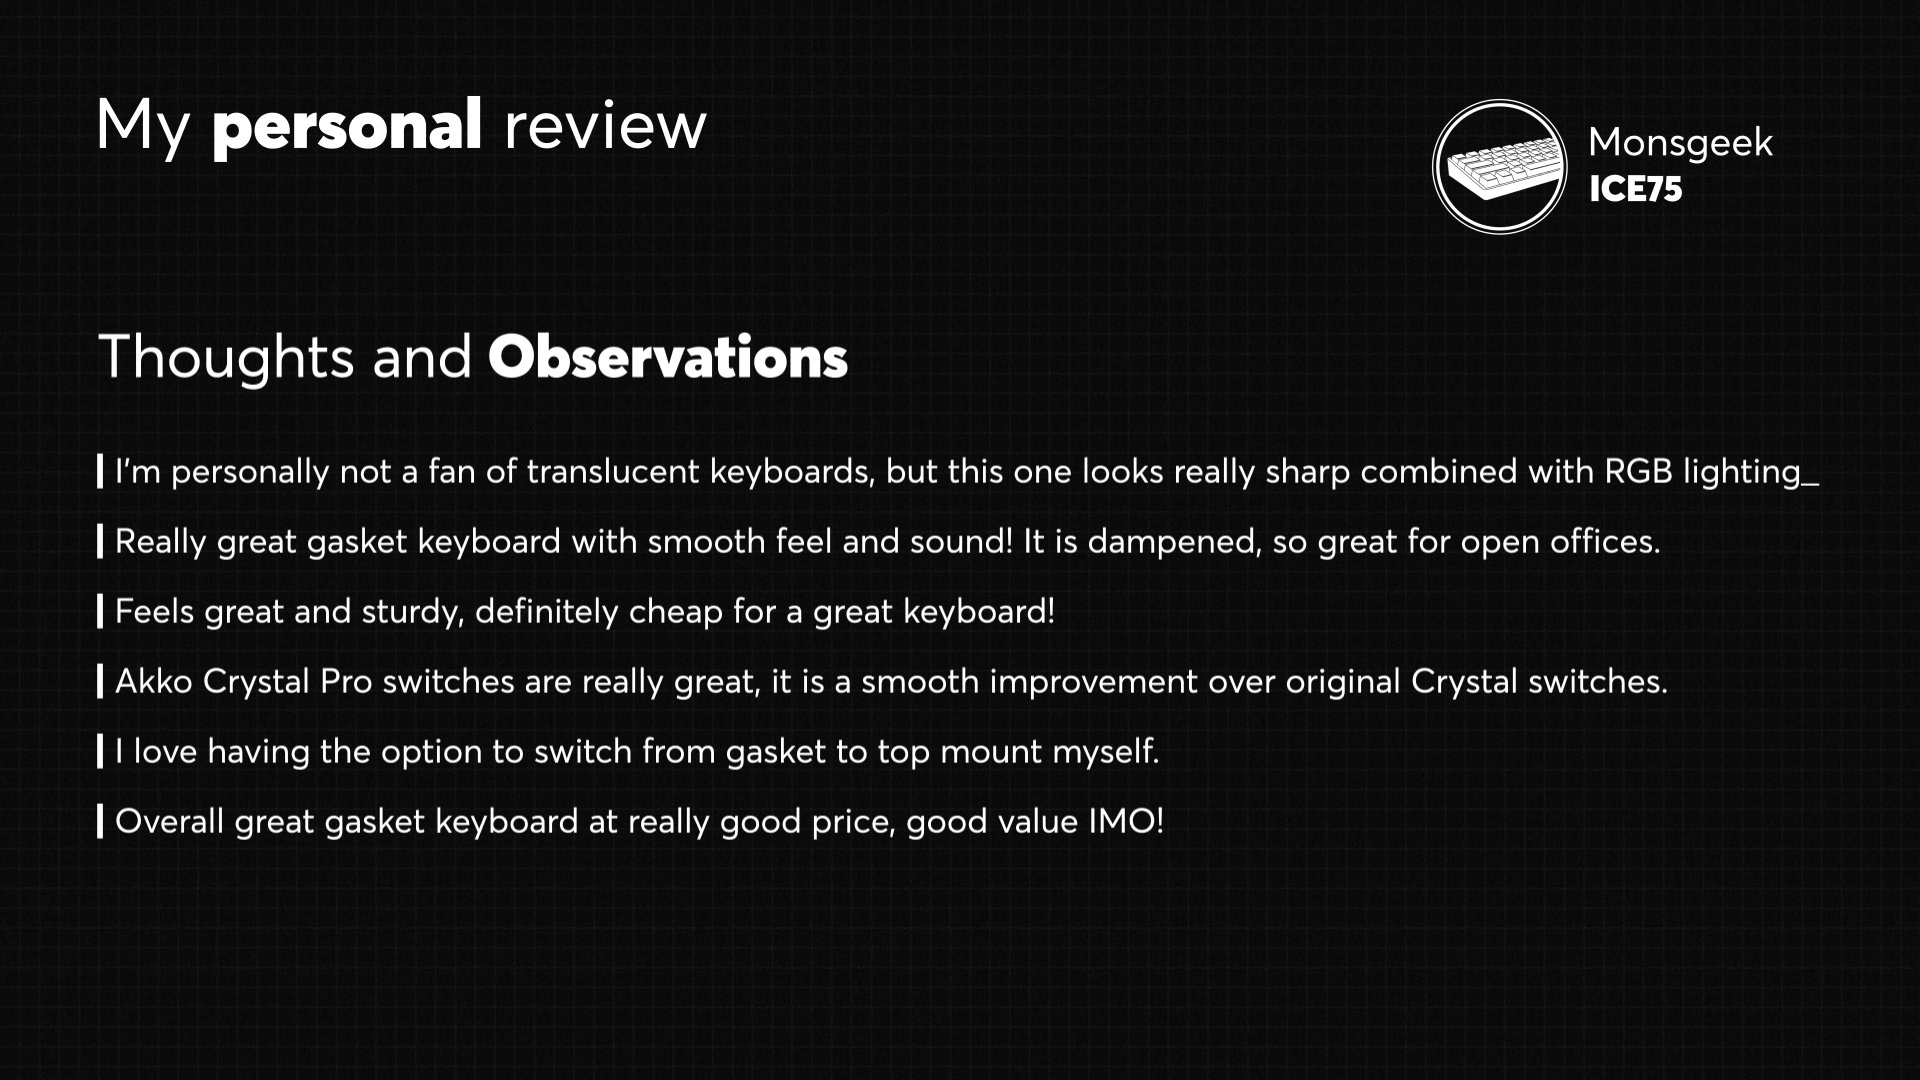 My personal review
Monsgeek
ICE75
Thoughts and Observations
I'm personally not a fan of translucent keyboards, but this one looks really sharp combined with RGB lighting_
Really great gasket keyboard with smooth feel and sound! It is dampened, so great for open offices.
Feels great and sturdy, definitely cheap for a great keyboard!
Akko Crystal Pro switches are really great, it is a smooth improvement over original Crystal switches.
I love having the option to switch from gasket to top mount myself.
Overall great gasket keyboard at really good price, good value IMO!